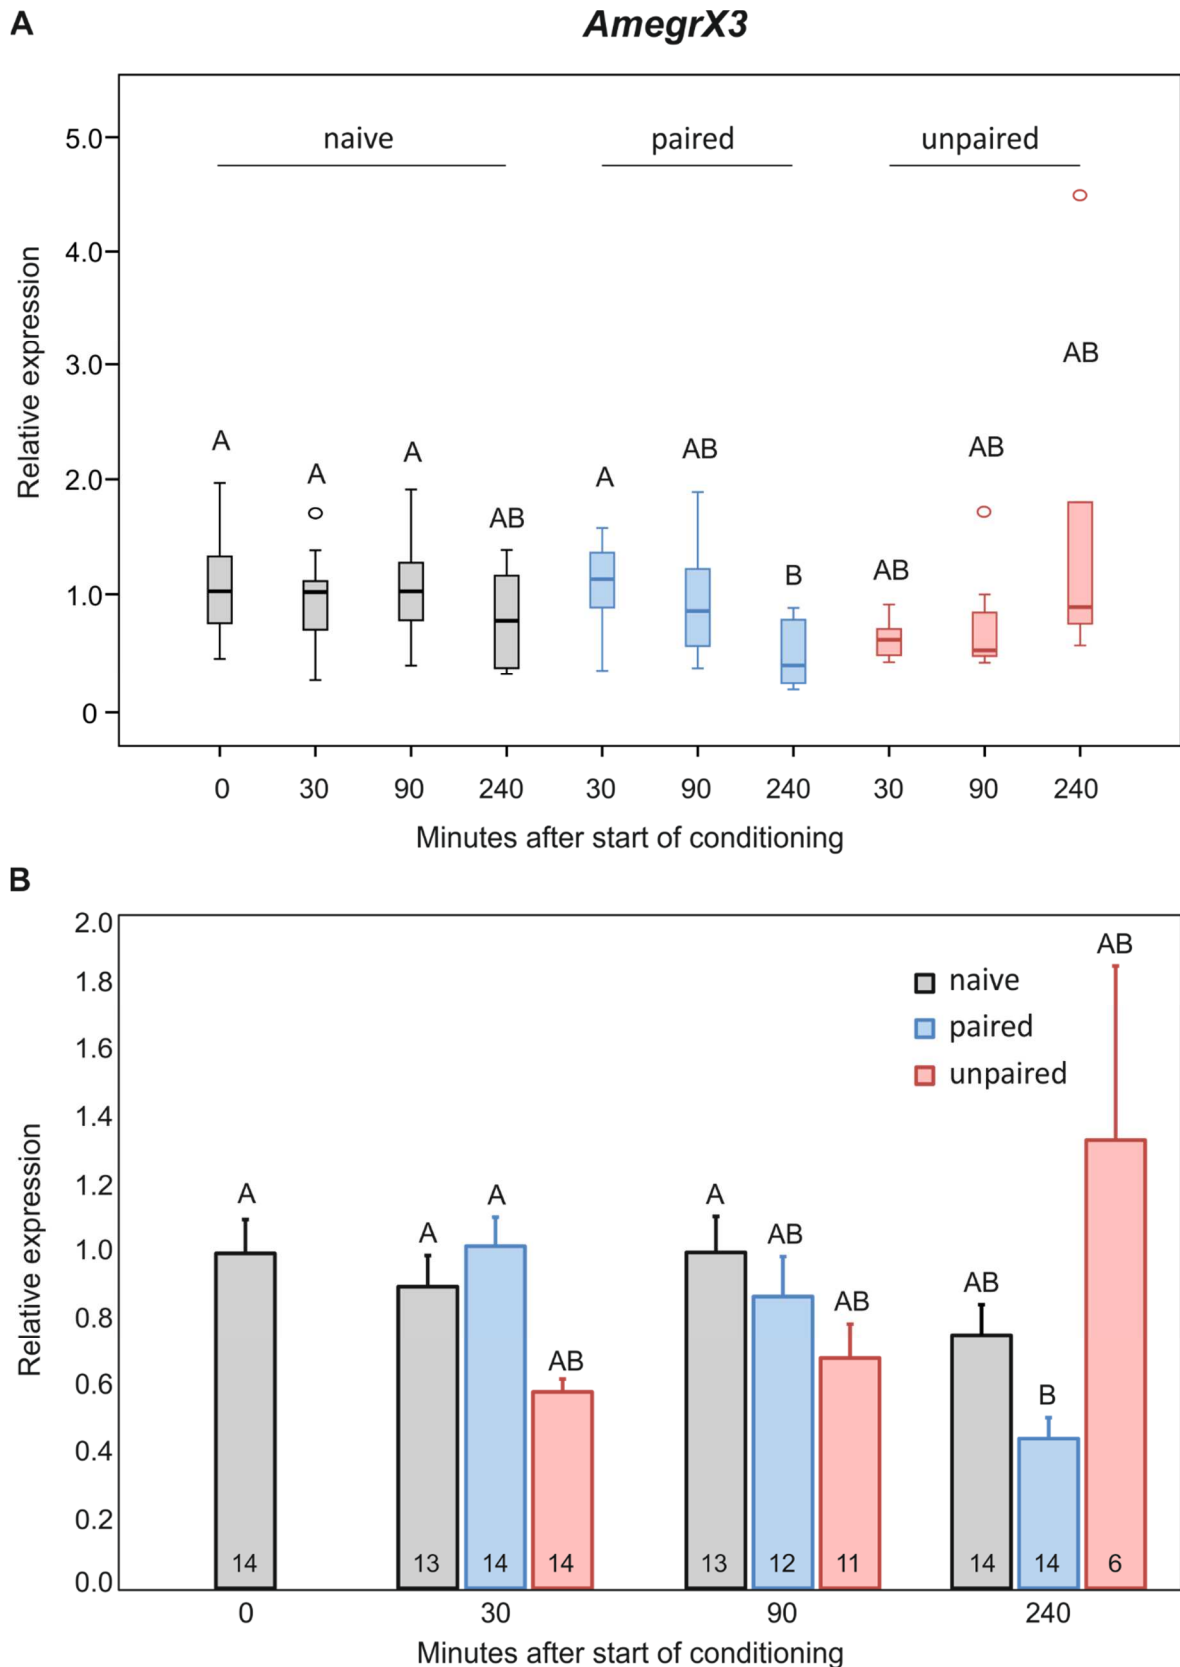 A
AmegrX3
5.0
naive
paired
unpaired
4.0
Relative expression
AB
3.0
A
A
A
AB
A
AB
B
AB
AB
2.0
1.0
0
0 30 90 240 30 90 240 30 90 240
Minutes after start of conditioning
B
2.0
AB
1.8
naive
paired
unpaired
1.6
1.4
Relative expression
1.2
A
A
A
A
AB
AB
AB
AB
B
1.0
0.8
0.6
0.4
0.2
0.0
14 13 14 14 13 12 11 14 14 6
0 30 90 240
Minutes after start of conditioning